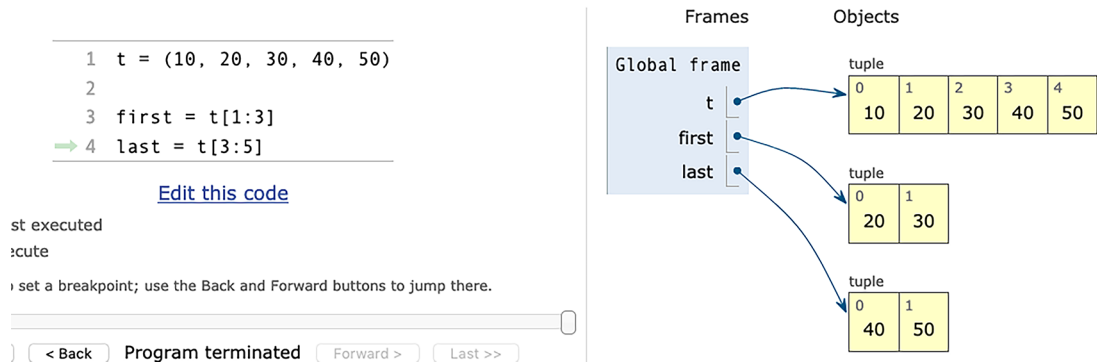 1 t = (10, 20, 30, 40, 50)
2
3 first = t[1:3]
4 last = t[3:5]
Edit this code
st executed
ecute
set a breakpoint; use the Back and Forward buttons to jump there.
< Back Program terminated Forward > Last >>
Frames Objects
Global frame
t
first
last
tuple
0 1 2 3 4
10 20 30 40 50
tuple
0 1
20 30
tuple
0 1
40 50